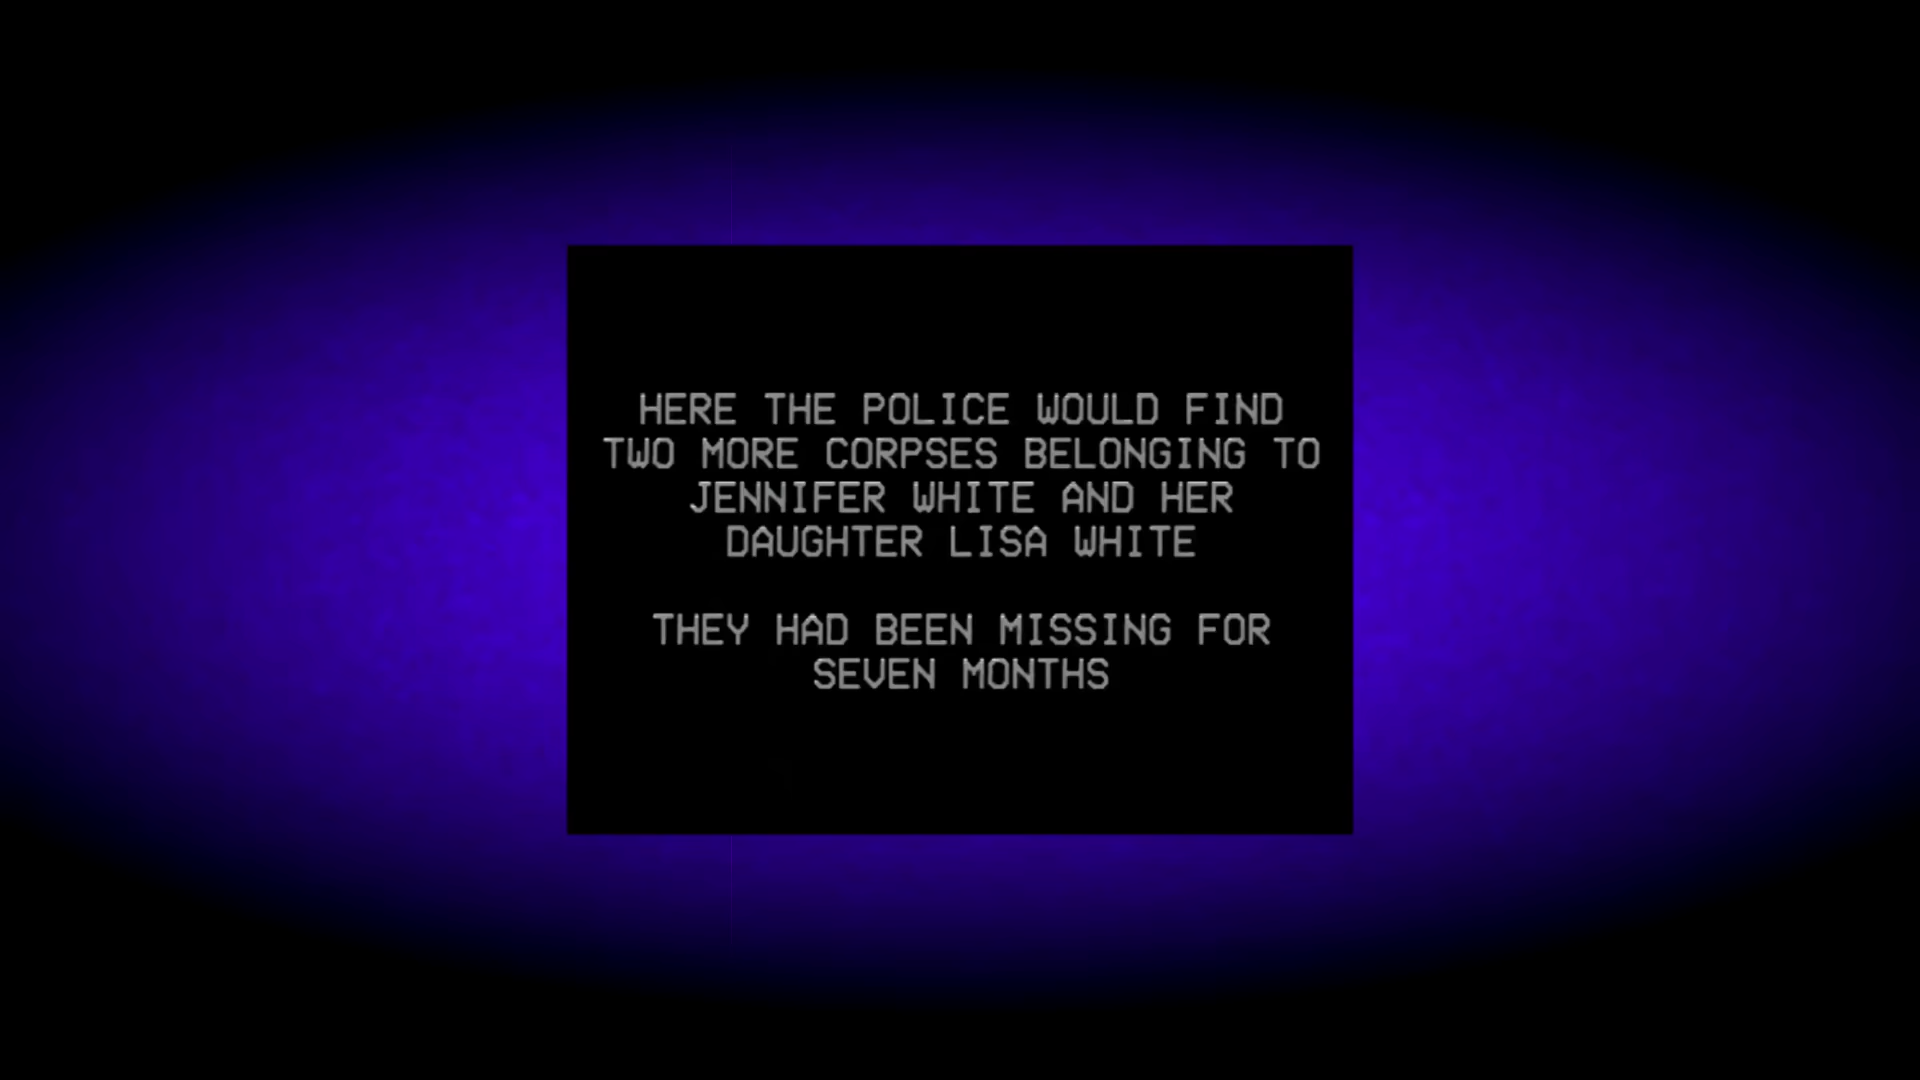 HERE THE POLICE WOULD FIND
TWO MORE CORPSES BELONGING TO
JENNIFER WHITE AND HER
DAUGHTER LISA WHITE
THEY HAD BEEN MISSING FOR
SEVEN MONTHS